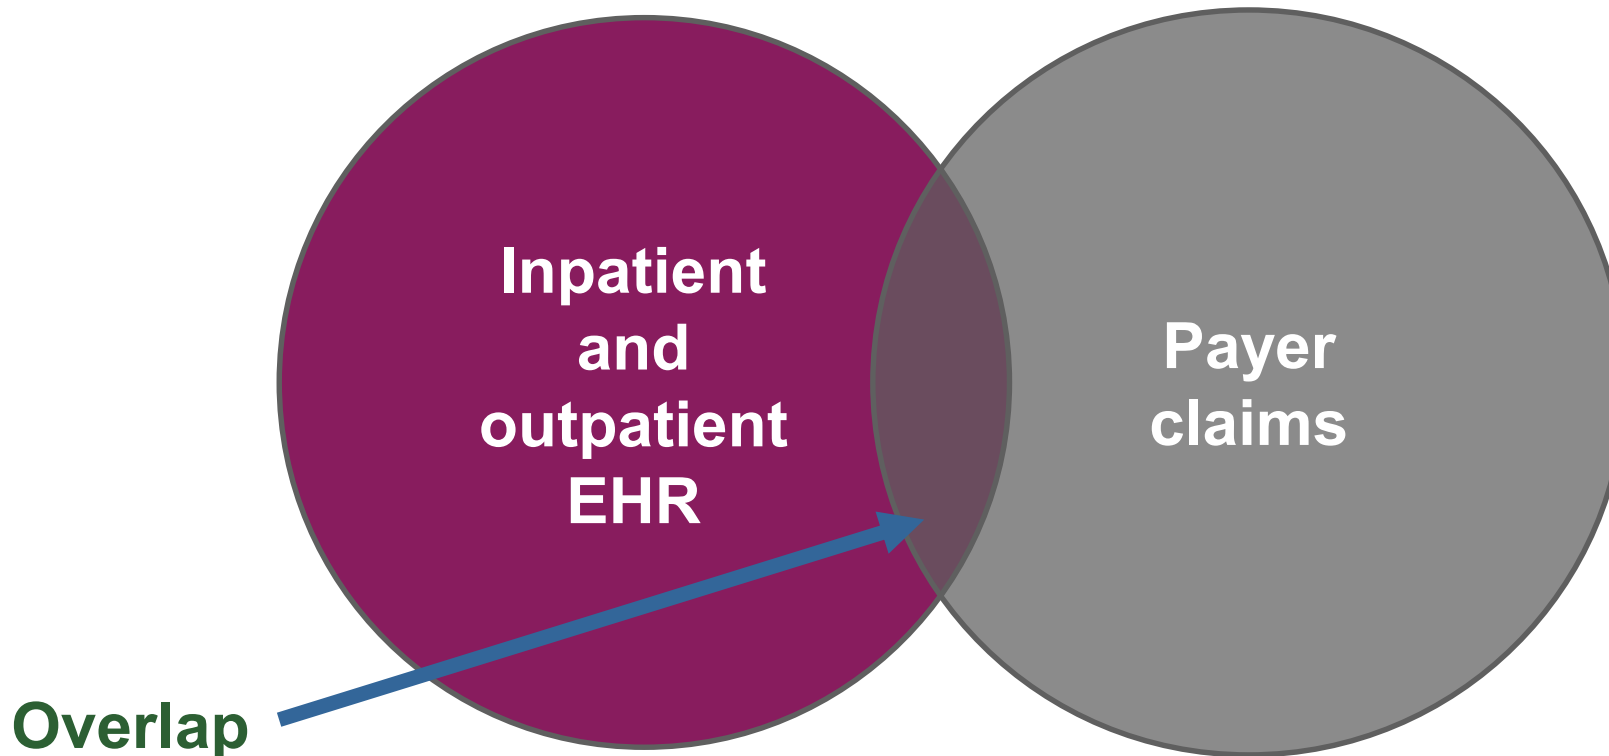 Inpatient
and
outpatient
EHR
Payer
claims
Overlap